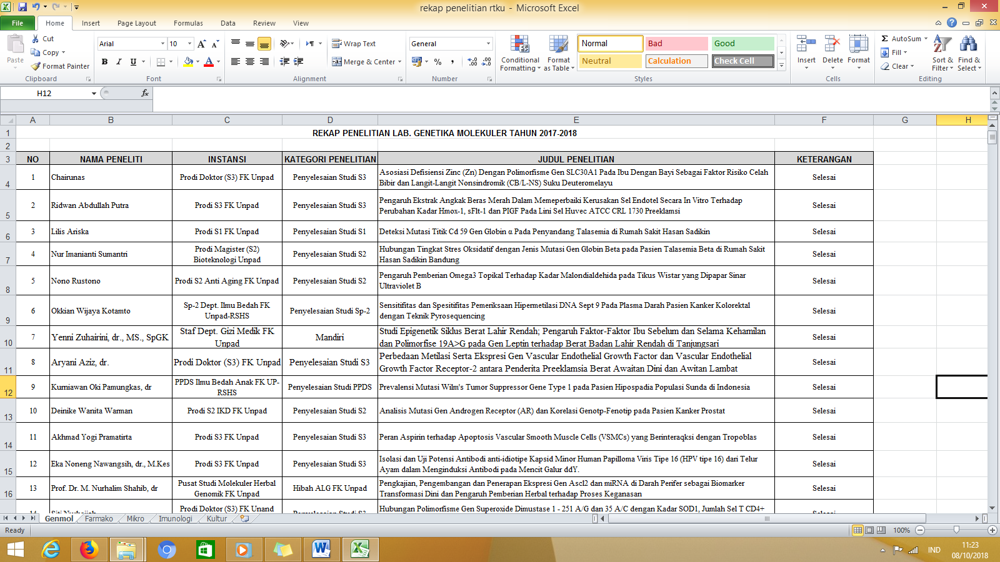 rekap penelitian rtku - Microsoft Excel
File Home Insert Page Layout Formulas Data Review View
Paste Cut Copy Format Painter Clipboard
Arial 10 B I U Font
Wrap Text Merge & Center Alignment
General % , Number
Conditional Formatting Format as Table Normal Bad Good Neutral Calculation Check Cell Styles
Insert Delete Format Cells
AutoSum Fill Clear Sort & Filter Find & Select Editing
H12 fx
A B C D E F G H
1 REKAP PENELITIAN LAB. GENETIKA MOLEKULER TAHUN 2017-2018
2
3 NO NAMA PENELITI INSTANSI KATEGORI PENELITIAN JUDUL PENELITIAN KETERANGAN
4 1 Chairunas Prodi Doktor (S3) FK Unpad Penyelesaian Studi S3 Asosiasi Defisiensi Zinc (Zn) Dengan Polimorfisme Gen SLC30A1 Pada Ibu Dengan Bayi Sebagai Faktor Risiko Celah
Bibir dan Langit-Langit Nonsindromik (CB/L-NS) Suku Deuteromelayu Selesai
5 2 Ridwan Abdullah Putra Prodi S3 FK Unpad Penyelesaian Studi S3 Pengaruh Ekstrak Angkak Beras Merah Dalam Memeperbaiki Kerusakan Sel Endotel Secara In Vitro Terhadap
Perubahan Kadar Hmox-1, sFlt-1 dan PIGF Pada Lini Sel Huvec ATCC CRL 1730 Preeklamsi Selesai
6 3 Lilis Ariska Prodi S1 FK Unpad Penyelesaian Studi S1 Deteksi Mutasi Titik Cd 59 Gen Globin α Pada Penyandang Talasemia di Rumah Sakit Hasan Sadikin Selesai
7 4 Nur Imanianti Sumantri Prodi Magister (S2) Bioteknologi Unpad Penyelesaian Studi S2 Hubungan Tingkat Stres Oksidatif dengan Jenis Mutasi Gen Globin Beta pada Pasien Talasemia Beta di Rumah Sakit
Hasan Sadikin Bandung Selesai
8 5 Nono Rustono Prodi S2 Anti Aging FK Unpad Penyelesaian Studi S2 Pengaruh Pemberian Omega3 Topikal Terhadap Kadar Malondialdehida pada Tikus Wistar yang Dipapar Sinar
Ultraviolet B Selesai
9 6 Okkian Wijaya Kotamto Sp-2 Dept. Ilmu Bedah FK Unpad-RSHS Penyelesaian Studi Sp-2 Sensitifitas dan Spesitifitas Pemeriksaan Hipermetilasi DNA Sept 9 Pada Plasma Darah Pasien Kanker Kolorektal
dengan Teknik Pyrosequencing Selesai
10 7 Yenni Zuhairini, dr., MS., SpGK Staf Dept. Gizi Medik FK Unpad Mandiri Studi Epigenetik Siklus Berat Lahir Rendah; Pengaruh Faktor-Faktor Ibu Sebelum dan Selama Kehamilan
dan Polimorfise 19A>G pada Gen Leptin terhadap Berat Badan Lahir Rendah di Tanjungsari Selesai
11 8 Aryani Aziz, dr. Prodi Doktor (S3) FK Unpad Penyelesaian Studi S3 Perbedaan Metilasi Serta Ekspresi Gen Vascular Endothelial Growth Factor dan Vascular Endothelial
Growth Factor Receptor-2 antara Penderita Preeklamsia Berat Awaitan Dini dan Awitan Lambat Selesai
12 9 Kurniawan Oki Pamungkas, dr PPDS Ilmu Bedah Anak FK UP-RSHS Penyelesaian Studi PPDS Prevalensi Mutasi Wilm's Tumor Suppressor Gene Type 1 pada Pasien Hipospadia Populasi Sunda di Indonesia Selesai
13 10 Deinike Wanita Warman Prodi S2 IKD FK Unpad Penyelesaian Studi S2 Analisis Mutasi Gen Androgen Receptor (AR) dan Korelasi Genotp-Fenotip pada Pasien Kanker Prostat Selesai
14 11 Akhmad Yogi Pramatirta Prodi S3 FK Unpad Penyelesaian Studi S3 Peran Aspirin terhadap Apoptosis Vascular Smooth Muscle Cells (VSMCs) yang Berinteraqksi dengan Tropoblas Selesai
15 12 Eka Noneng Nawangsih, dr., M.Kes Prodi S3 FK Unpad Penyelesaian Studi S3 Isolasi dan Uji Potensi Antibodi anti-idiotipe Kapsid Minor Human Papilloma Viris Tipe 16 (HPV tipe 16) dari Telur
Ayam dalam Menginduksi Antibodi pada Mencit Galur ddY. Selesai
16 13 Prof. Dr. M. Nurhalim Shahib, dr Pusat Studi Molekuler Herbal Genomik FK Unpad Hibah ALG FK Unpad Pengkajian, Pengembangan dan Penerapan Ekspresi Gen Ascl2 dan miRNA di Darah Perifer sebagai Biomarker
Transformasi Dini dan Pengaruh Pemberian Herbal terhadap Proses Keganasan Selesai
Prodi Doktor (S3) FK Unand Hubungan Polimorfisme Gen Superoxide Dimustase 1 - 251 A/G dan 35 A/C dengan Kadar SOD1, Jumlah Sel T CD4+
Genmol Farmako Mikro Imunologi Kultur
Ready 100%
IND 11:23
08/10/2018